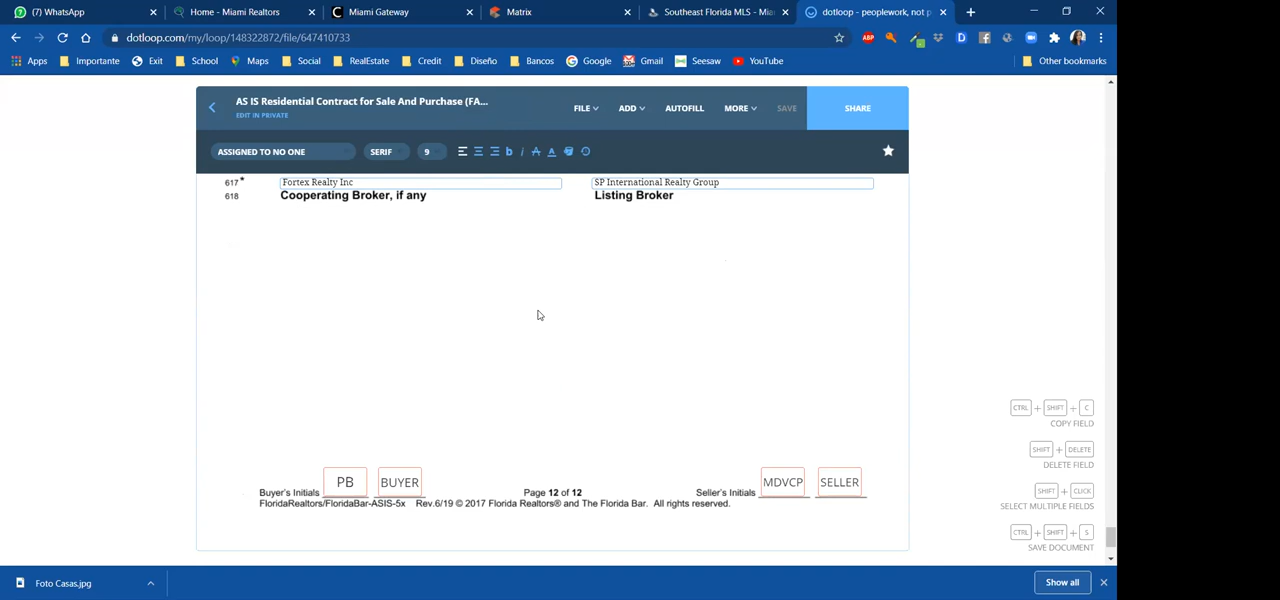 (7) WhatsApp
Home - Miami Realtors
Miami Gateway
Matrix
Southeast Florida MLS - Mia
dotloop - peoplework, not p
dotloop.com/my/loop/148322872/file/647410733
ABP
Apps
Importante
Exit
School
Maps
Social
RealEstate
Credit
Diseño
Bancos
Google
Gmail
Seesaw
YouTube
Other bookmarks
AS IS Residential Contract for Sale And Purchase (FA...
EDIT IN PRIVATE
FILE
ADD
AUTOFILL
MORE
SAVE
SHARE
ASSIGNED TO NO ONE
SERIF
9
b
i
A
A
617*
Fortex Realty Inc
SP International Realty Group
618
Cooperating Broker, if any
Listing Broker
CTRL + SHIFT + C
COPY FIELD
SHIFT + DELETE
DELETE FIELD
SHIFT + CLICK
SELECT MULTIPLE FIELDS
CTRL + SHIFT + S
SAVE DOCUMENT
Buyer's Initials PB BUYER
Page 12 of 12
Seller's Initials MDVCP SELLER
FloridaRealtors/FloridaBar-ASIS-5x Rev.6/19 © 2017 Florida Realtors® and The Florida Bar. All rights reserved.
Foto Casas.jpg
Show all